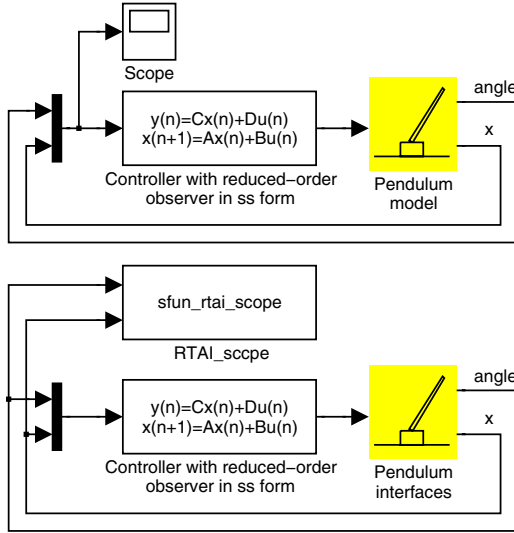 Scope
angle
x
y(n)=Cx(n)+Du(n)
x(n+1)=Ax(n)+Bu(n)
Controller with reduced-order
observer in ss form
Pendulum
model
sfun_rtai_scope
RTAI_sccpe
angle
x
y(n)=Cx(n)+Du(n)
x(n+1)=Ax(n)+Bu(n)
Controller with reduced-order
observer in ss form
Pendulum
interfaces